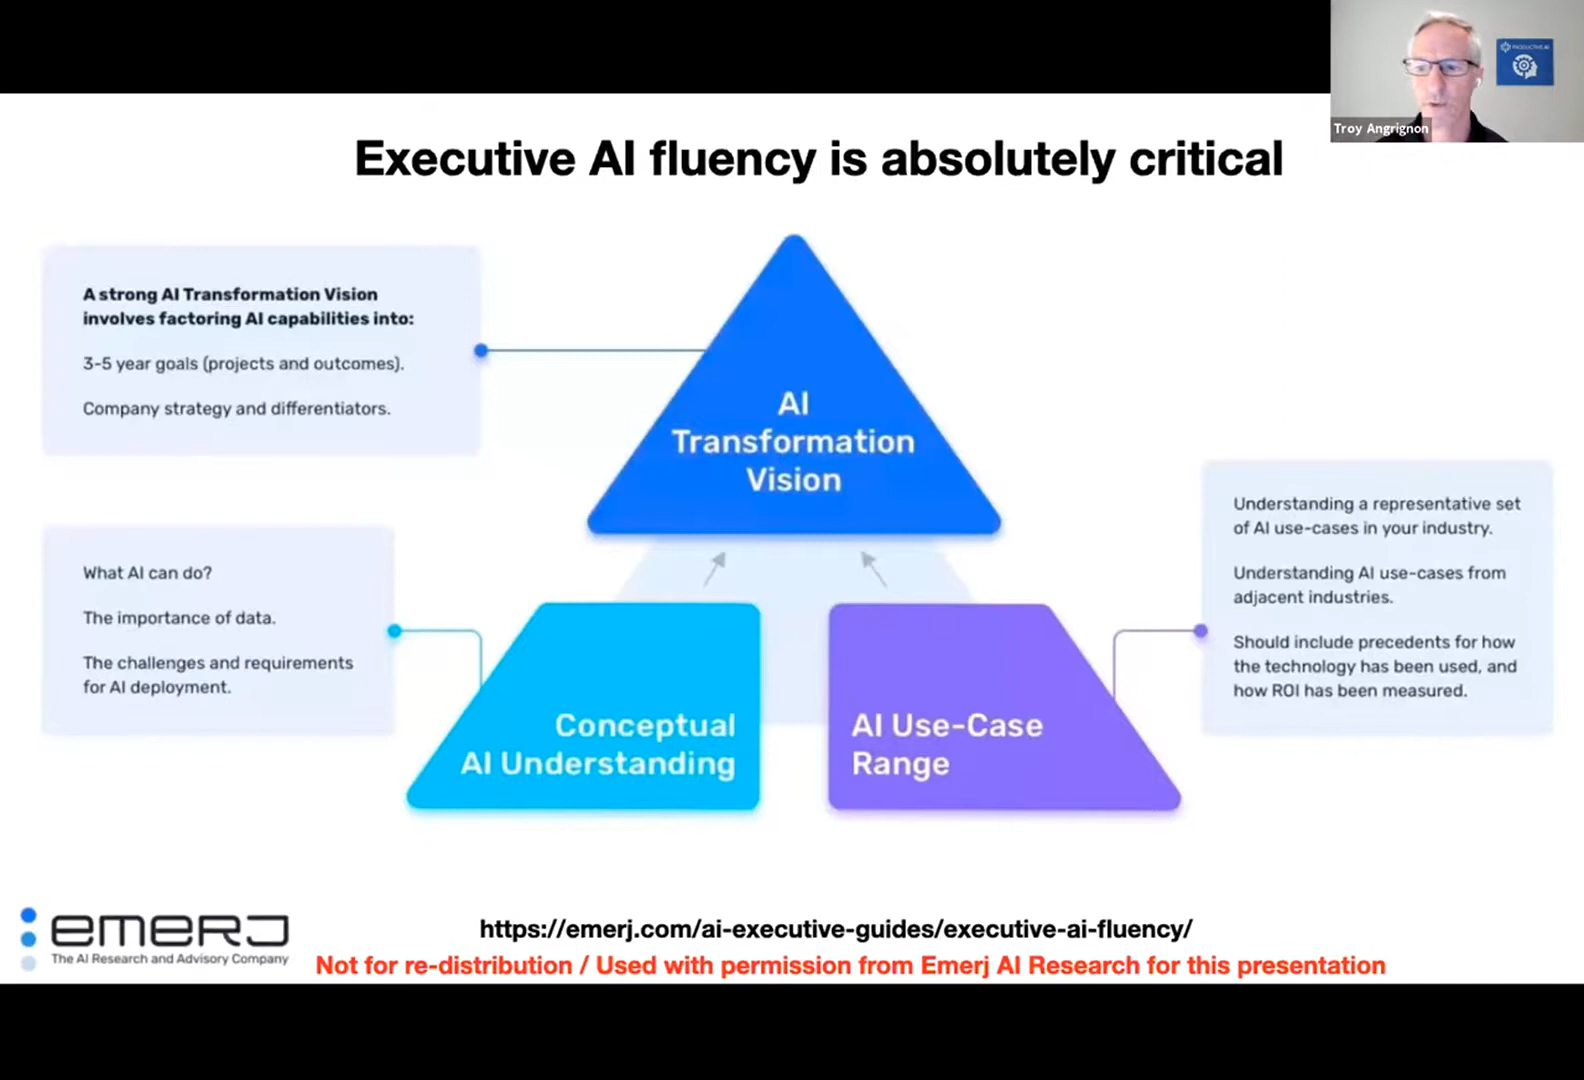 PRODUCTIVE AI
Troy Angrignon
Executive AI fluency is absolutely critical
A strong AI Transformation Vision
involves factoring AI capabilities into:
3-5 year goals (projects and outcomes).
Company strategy and differentiators.
AI
Transformation
Vision
Understanding a representative set
of AI use-cases in your industry.
Understanding AI use-cases from
adjacent industries.
Should include precedents for how
the technology has been used, and
how ROI has been measured.
What AI can do?
The importance of data.
The challenges and requirements
for AI deployment.
Conceptual
AI Understanding
AI Use-Case
Range
emerj
The AI Research and Advisory Company
https://emerj.com/ai-executive-guides/executive-ai-fluency/
Not for re-distribution / Used with permission from Emerj AI Research for this presentation